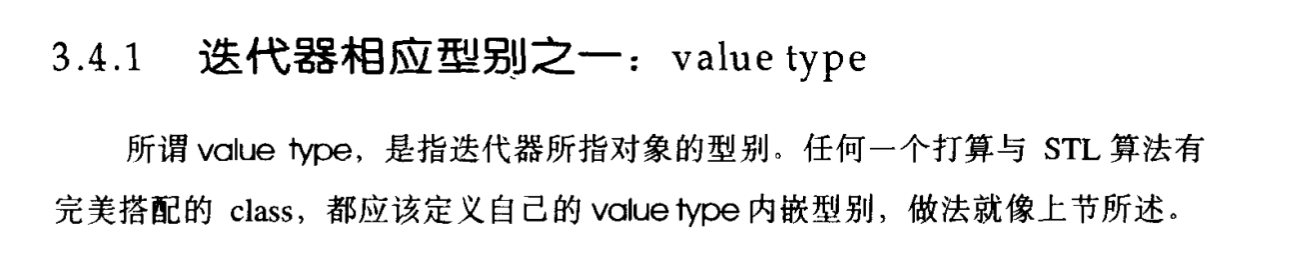 3.4.1 迭代器相应型别之一：value type
所谓 value type，是指迭代器所指对象的型别。任何一个打算与 STL 算法有
完美搭配的 class，都应该定义自己的 value type 内嵌型别，做法就像上节所述。